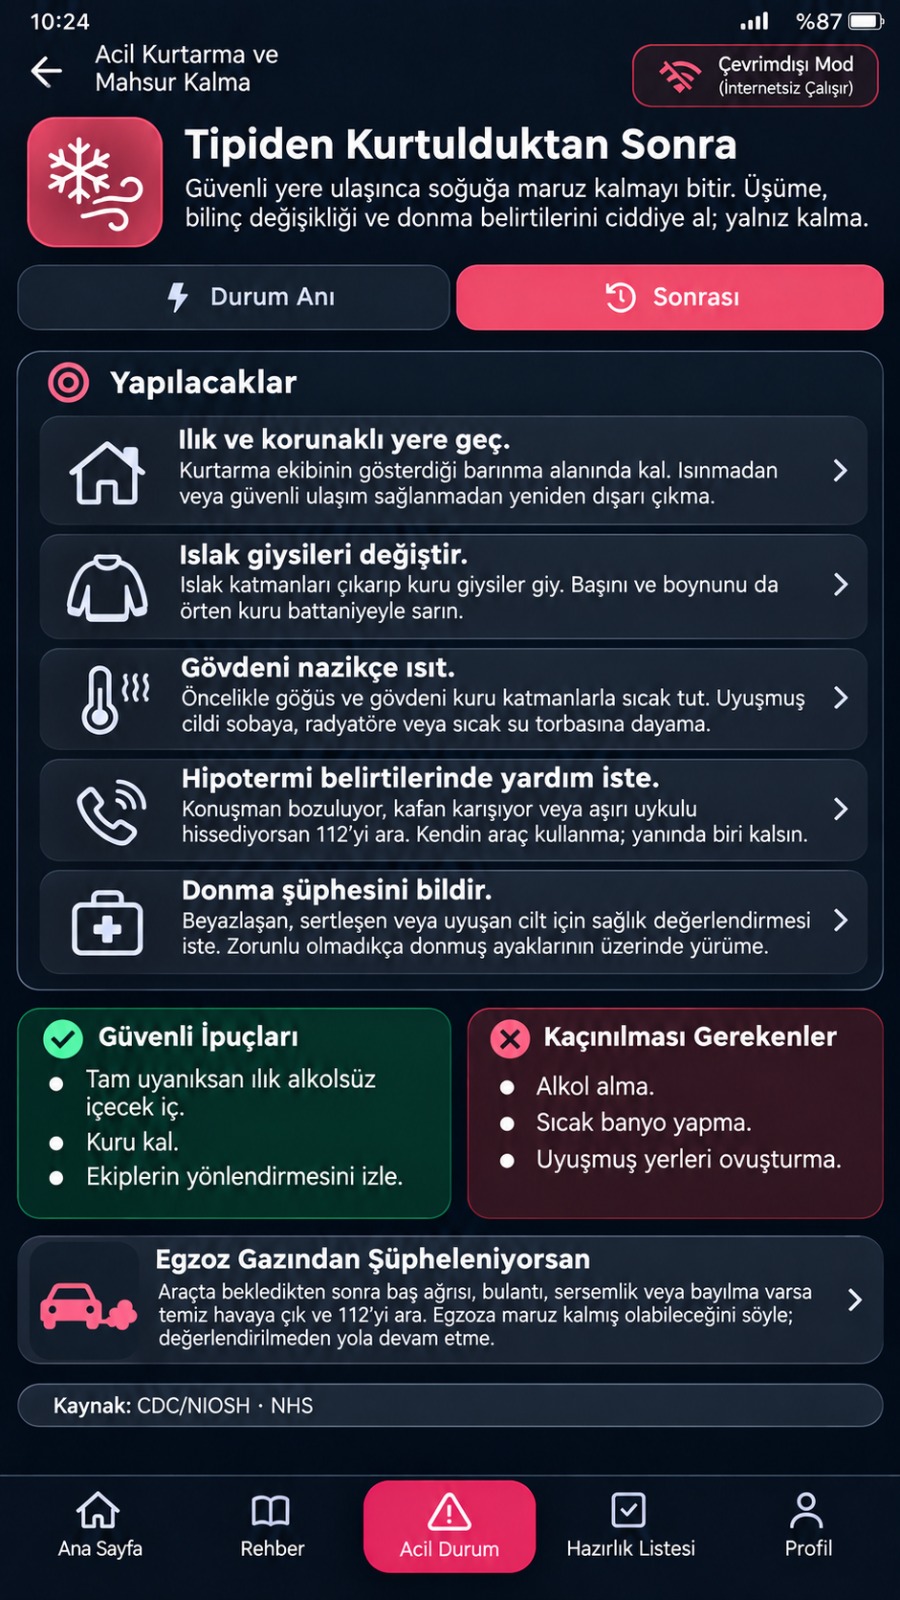 10:24
%87
Acil Kurtarma ve
Mahsur Kalma
Çevrimdışı Mod
(İnternetsiz Çalışır)
Tipiden Kurtulduktan Sonra
Güvenli yere ulaşınca soğuğa maruz kalmayı bitir. Üşüme,
bilinç değişikliği ve donma belirtilerini ciddiye al; yalnız kalma.
Durum Anı
Sonrası
Yapılacaklar
Ilık ve korunaklı yere geç.
Kurtarma ekibinin gösterdiği barınma alanında kal. Isınmadan
veya güvenli ulaşım sağlanmadan yeniden dışarı çıkma.
Islak giysileri değiştir.
Islak katmanları çıkarıp kuru giysiler giy. Başını ve boynunu da
örten kuru battaniyeyle sarın.
Gövdeni nazikçe ısıt.
Öncelikle göğüs ve gövdeni kuru katmanlarla sıcak tut. Uyuşmuş
cildi sobaya, radyatöre veya sıcak su torbasına dayama.
Hipotermi belirtilerinde yardım iste.
Konuşman bozuluyor, kafan karışıyor veya aşırı uykulu
hissediyorsan 112’yi ara. Kendin araç kullanma; yanında biri kalsın.
Donma şüphesini bildir.
Beyazlaşan, sertleşen veya uyuşan cilt için sağlık değerlendirmesi
iste. Zorunlu olmadıkça donmuş ayaklarının üzerinde yürüme.
Güvenli İpuçları
● Tam uyanıksan ılık alkolsüz
içecek iç.
● Kuru kal.
● Ekiplerin yönlendirmesini izle.
Kaçınılması Gerekenler
● Alkol alma.
● Sıcak banyo yapma.
● Uyuşmuş yerleri ovuşturma.
Egzoz Gazından Şüpheleniyorsan
Araçta bekledikten sonra baş ağrısı, bulantı, sersemlik veya bayılma varsa
temiz havaya çık ve 112’yi ara. Egzoza maruz kalmış olabileceğini söyle;
değerlendirilmeden yola devam etme.
Kaynak: CDC/NIOSH · NHS
Ana Sayfa
Rehber
Acil Durum
Hazırlık Listesi
Profil